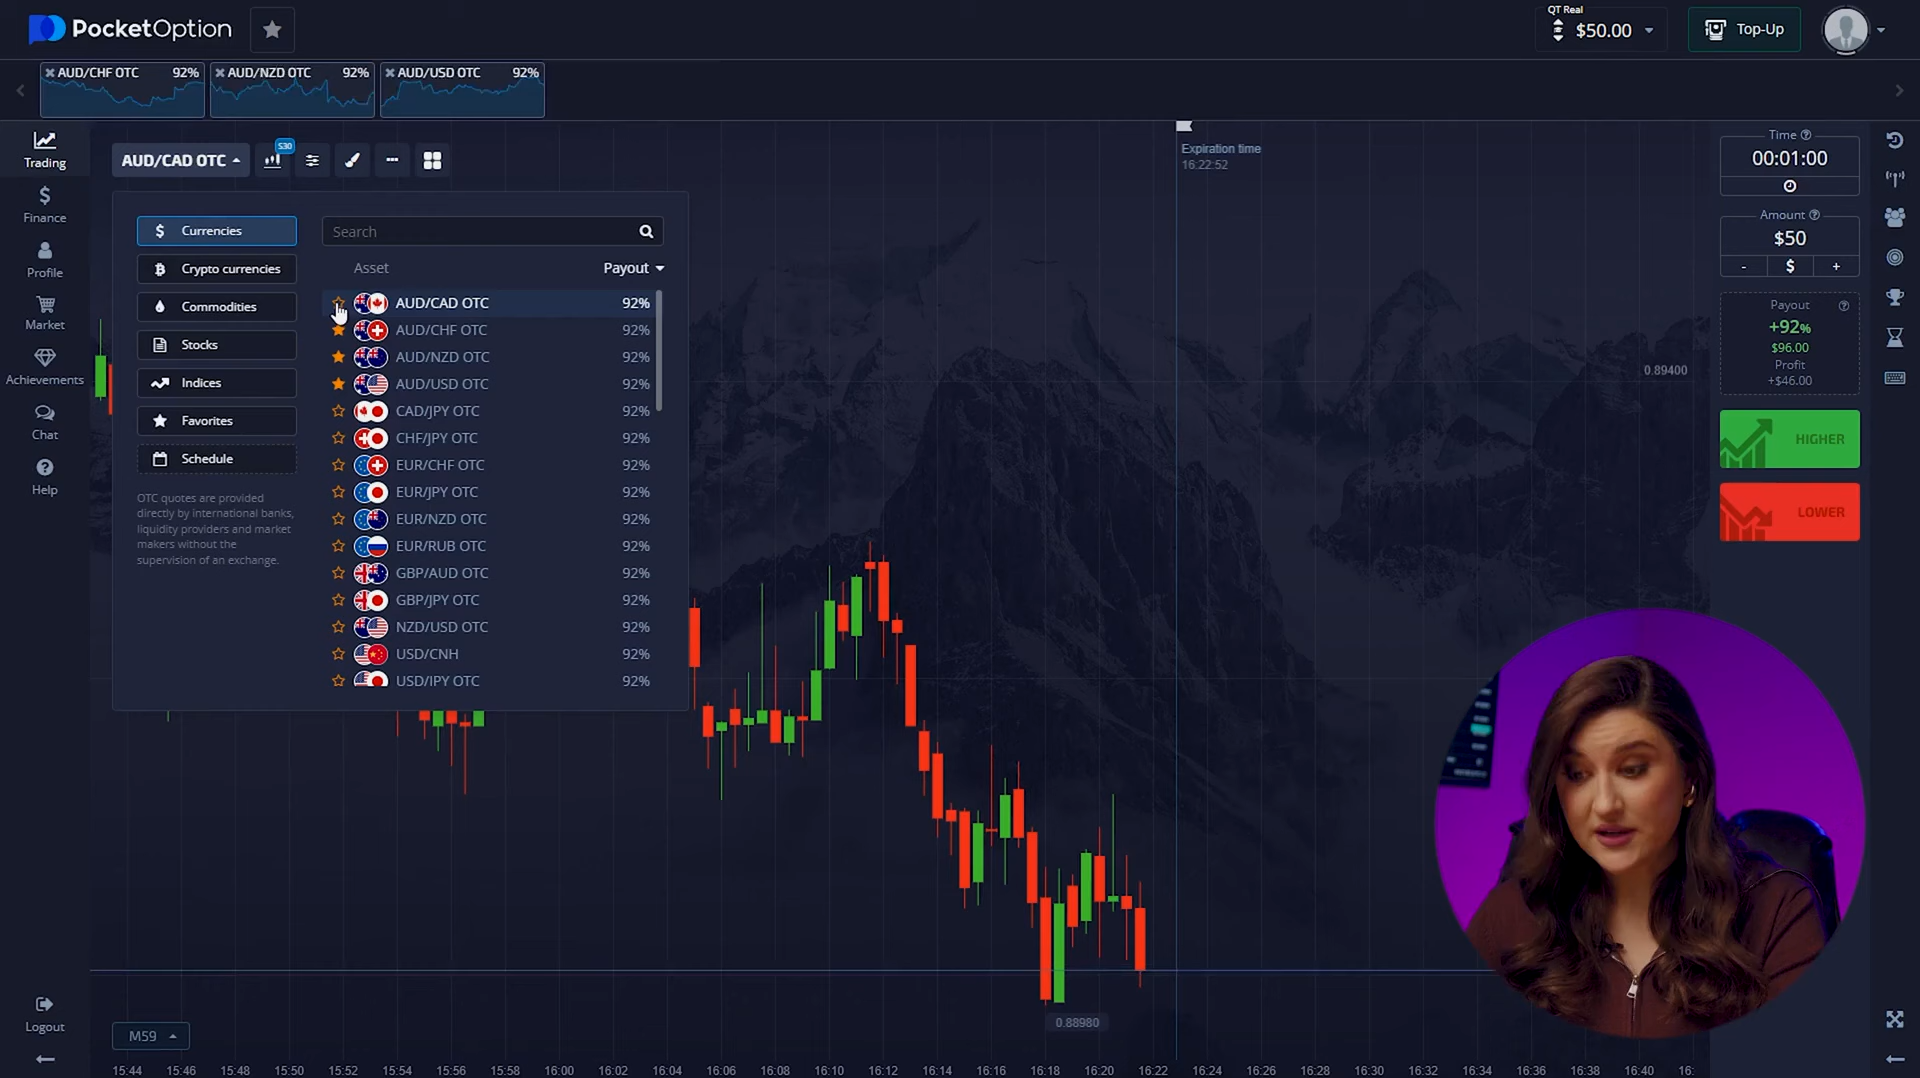 PocketOption
QT Real
$50.00
Top-Up
AUD/CHF OTC 92%
AUD/NZD OTC 92%
AUD/USD OTC 92%
Trading
Finance
Profile
Market
Achievements
Chat
Help
Logout
AUD/CAD OTC
S30
Currencies
Crypto currencies
Commodities
Stocks
Indices
Favorites
Schedule
OTC quotes are provided
directly by international banks,
liquidity providers and market
makers without the
supervision of an exchange.
Search
Asset Payout
AUD/CAD OTC 92%
AUD/CHF OTC 92%
AUD/NZD OTC 92%
AUD/USD OTC 92%
CAD/JPY OTC 92%
CHF/JPY OTC 92%
EUR/CHF OTC 92%
EUR/JPY OTC 92%
EUR/NZD OTC 92%
EUR/RUB OTC 92%
GBP/AUD OTC 92%
GBP/JPY OTC 92%
NZD/USD OTC 92%
USD/CNH 92%
USD/JPY OTC 92%
Expiration time
16:22:52
0.89400
0.88980
Time
00:01:00
Amount
$50
- $ +
Payout
+92%
$96.00
Profit
+$46.00
HIGHER
LOWER
M59
15:44 15:46 15:48 15:50 15:52 15:54 15:56 15:58 16:00 16:02 16:04 16:06 16:08 16:10 16:12 16:14 16:16 16:18 16:20 16:22 16:24 16:26 16:28 16:30 16:32 16:34 16:36 16:38 16:40 16: